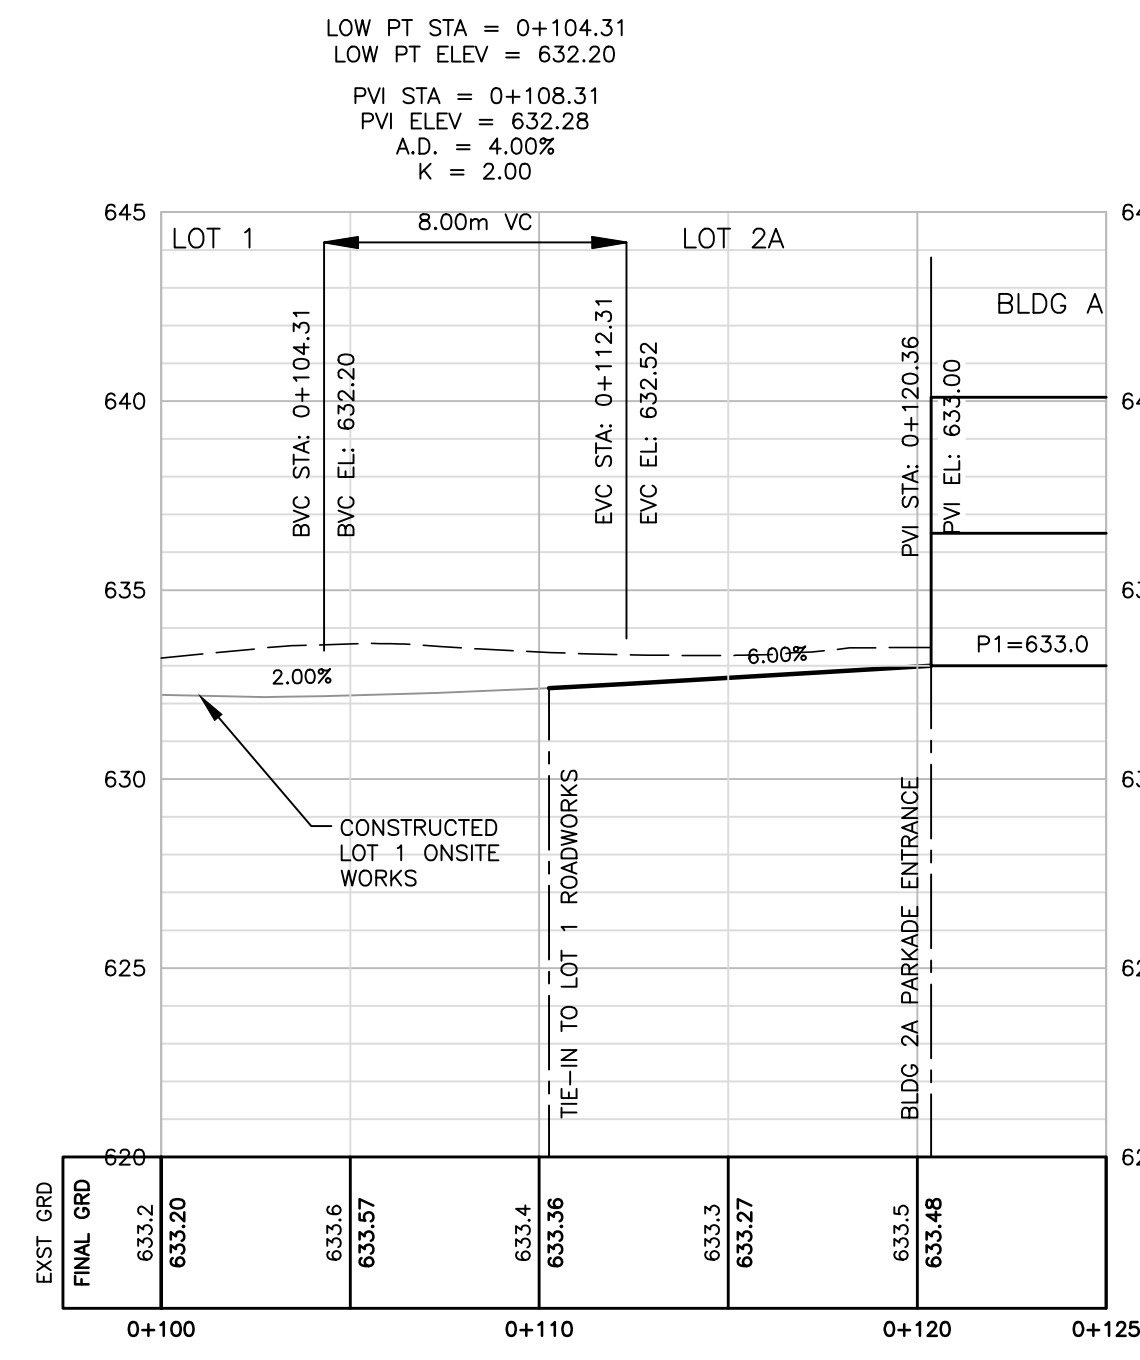 LOW PT STA = 0+104.31
LOW PT ELEV = 632.20
PVI STA = 0+108.31
PVI ELEV = 632.28
A.D. = 4.00%
K = 2.00
645
8.00m VC
LOT 1
LOT 2A
BLDG A
BVC STA: 0+104.31
BVC EL: 632.20
EVC STA: 0+112.31
EVC EL: 632.52
PVI STA: 0+120.36
PVI EL: 633.00
640
635
P1=633.0
6.00%
2.00%
630
CONSTRUCTED
LOT 1 ONSITE
WORKS
TIE-IN TO LOT 1 ROADWORKS
BLDG 2A PARKADE ENTRANCE
625
620
EXST GRD
FINAL GRD
633.2
633.20
633.6
633.57
633.4
633.36
633.3
633.27
633.5
633.48
0+100
0+110
0+120
0+125